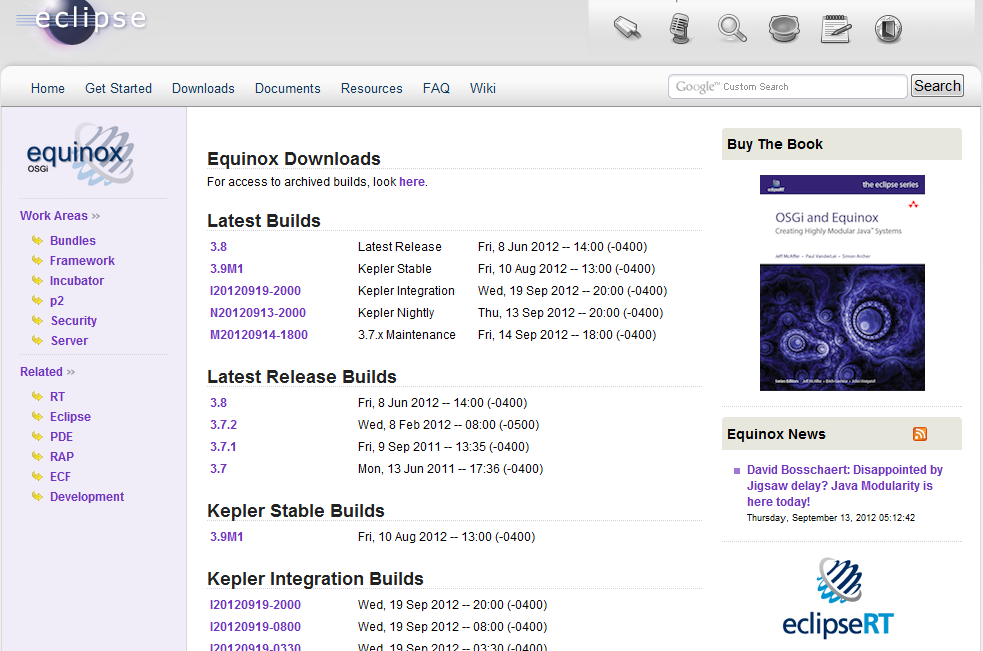 eclipse
Home Get Started Downloads Documents Resources FAQ Wiki
Google™ Custom Search
Search
equinox
OSGi
Work Areas »
Bundles
Framework
Incubator
p2
Security
Server
Related »
RT
Eclipse
PDE
RAP
ECF
Development
Equinox Downloads
For access to archived builds, look here.
Latest Builds
3.8 Latest Release Fri, 8 Jun 2012 -- 14:00 (-0400)
3.9M1 Kepler Stable Fri, 10 Aug 2012 -- 13:00 (-0400)
I20120919-2000 Kepler Integration Wed, 19 Sep 2012 -- 20:00 (-0400)
N20120913-2000 Kepler Nightly Thu, 13 Sep 2012 -- 20:00 (-0400)
M20120914-1800 3.7.x Maintenance Fri, 14 Sep 2012 -- 18:00 (-0400)
Latest Release Builds
3.8 Fri, 8 Jun 2012 -- 14:00 (-0400)
3.7.2 Wed, 8 Feb 2012 -- 08:00 (-0500)
3.7.1 Fri, 9 Sep 2011 -- 13:35 (-0400)
3.7 Mon, 13 Jun 2011 -- 17:36 (-0400)
Kepler Stable Builds
3.9M1 Fri, 10 Aug 2012 -- 13:00 (-0400)
Kepler Integration Builds
I20120919-2000 Wed, 19 Sep 2012 -- 20:00 (-0400)
I20120919-0800 Wed, 19 Sep 2012 -- 08:00 (-0400)
I20120919-0330 Wed, 19 Sep 2012 -- 03:30 (-0400)
Buy The Book
the eclipse series
OSGi and Equinox
Creating Highly Modular Java™ Systems
Jeff McAffer • Paul VanderLei • Simon Archer
Series Editors Jeff McAffer • Erich Gamma • John Wiegand
Equinox News
David Bosschaert: Disappointed by
Jigsaw delay? Java Modularity is
here today!
Thursday, September 13, 2012 05:12:42
eclipseRT